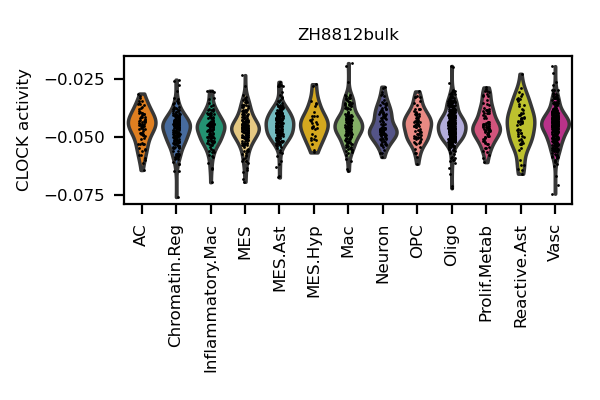 ZH8812bulk
CLOCK activity
−0.025
−0.050
−0.075
AC
Chromatin.Reg
Inflammatory.Mac
MES
MES.Ast
MES.Hyp
Mac
Neuron
OPC
Oligo
Prolif.Metab
Reactive.Ast
Vasc